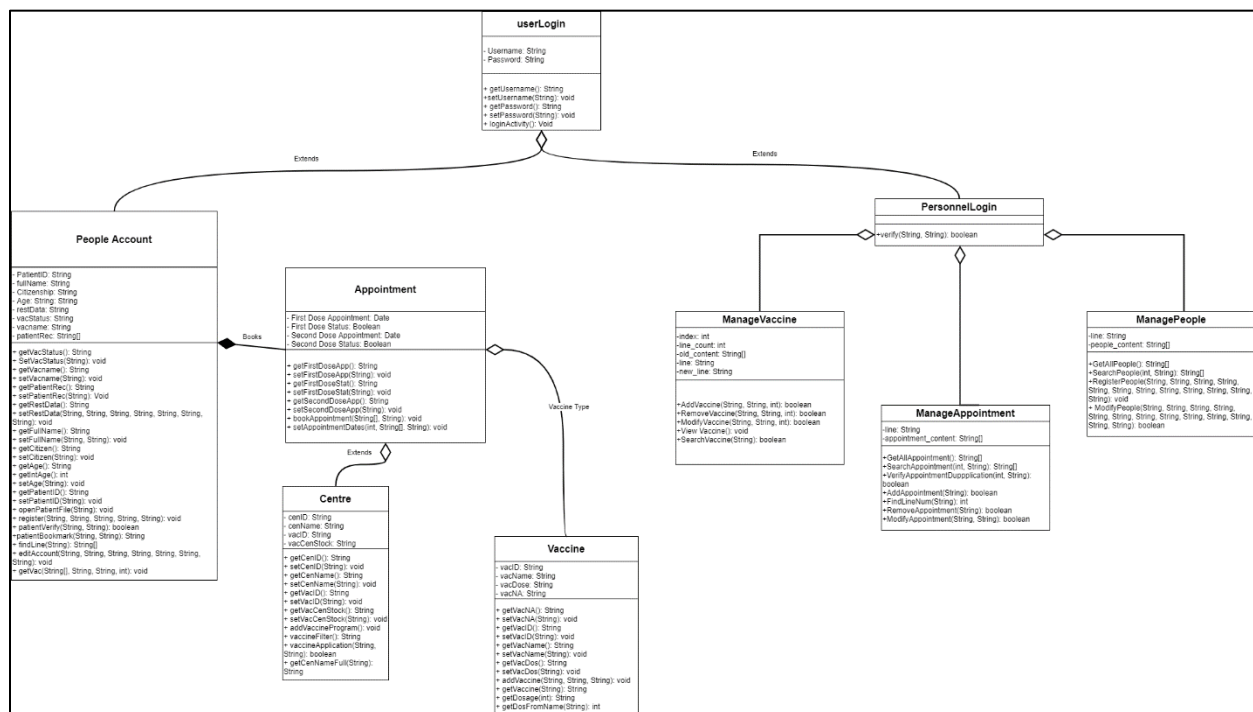 userLogin
- Username: String
- Password: String
+ getUsername(): String
+setUsername(String): void
+ getPassword(): String
+ setPassword(String): void
+ loginActivity(): Void
Extends
Extends
People Account
- PatientID: String
- fullName: String
- Citizenship: String
- Age: String: String
- restData: String
- vacStatus: String
- vacname: String
- patientRec: String[]
+ getVacStatus(): String
+ SetVacStatus(String): void
+ getVacname(): String
+ setVacname(String): void
+ getPatientRec(): String
+ setPatientRec(String): Void
+ getRestData(): String
+ setRestData(String, String, String, String, String, String,
String): void
+ getFullName(): String
+ setFullName(String, String): void
+ getCitizen(): String
+ setCitizen(String): void
+ getAge(): String
+ getIntAge(): int
+ setAge(String): void
+ getPatientID(): String
+ setPatientID(String): void
+ openPatientFile(String): void
+ register(String, String, String, String, String): void
+ patientVerify(String): boolean
+patientBookmark(String, String): String
+ findLine(String): String[]
+ editAccount(String, String, String, String, String, String,
String): void
+ getVac(String[], String, String, int): void
Books
Appointment
- First Dose Appointment: Date
- First Dose Status: Boolean
- Second Dose Appointment: Date
- Second Dose Status: Boolean
+ getFirstDoseApp(): String
+ setFirstDoseApp(String): void
+ getFirstDoseStat(): String
+ setFirstDoseStat(String): void
+ getSecondDoseApp(): String
+ setSecondDoseApp(String): void
+ bookAppointment(String[], String): void
+ setAppointmentDates(int, String[], String): void
Extends
Vaccine Type
Centre
- cenID: String
- cenName: String
- vacID: String
- vacCenStock: String
+ getCenID(): String
+ setCenID(String): void
+ getCenName(): String
+ setCenName(String): void
+ getVacID(): String
+ setVacID(String): void
+ getVacCenStock(): String
+ setVacCenStock(String): void
+ addVaccineProgram(): void
+ vaccineFilter(): String
+ vaccineApplication(String,
String): boolean
+ getCenNameFull(String):
String
Vaccine
- vacID: String
- vacName: String
- vacDose: String
- vacNA: String
+ getVacNA(): String
+ setVacNA(String): void
+ getVacID(): String
+ setVacID(String): void
+ getVacName(): String
+ setVacName(String): void
+ getVacDos(): String
+ setVacDos(String): void
+ addVaccine(String, String, String): void
+ getVaccine(String): String
+ getDosage(int): String
+ getDosFromName(String): int
PersonnelLogin
+verify(String, String): boolean
ManageVaccine
-index: int
-line_count: int
-old_content: String[]
-line: String
-new_line: String
+AddVaccine(String, String, int): boolean
+RemoveVaccine(String, String, int): boolean
+ModifyVaccine(String, String, int): boolean
+View Vaccine(): void
+SearchVaccine(String): boolean
ManageAppointment
-line: String
-appointment_content: String[]
+GetAllAppointment(): String[]
+SearchAppointment(int, String): String[]
+VerifyAppointmentDuppplication(int, String):
boolean
+AddAppointment(String): boolean
+FindLineNum(String): int
+RemoveAppointment(String): boolean
+ModifyAppointment(String, String): boolean
ManagePeople
-line: String
-people_content: String[]
+GetAllPeople(): String[]
+SearchPeople(int, String): String[]
+RegisterPeople(String, String, String, String, String,
String, String, String, String, String, String, String,
String): void
+ ModifyPeople(String, String, String, String,
String, String, String, String, String, String, String,
String, String): boolean